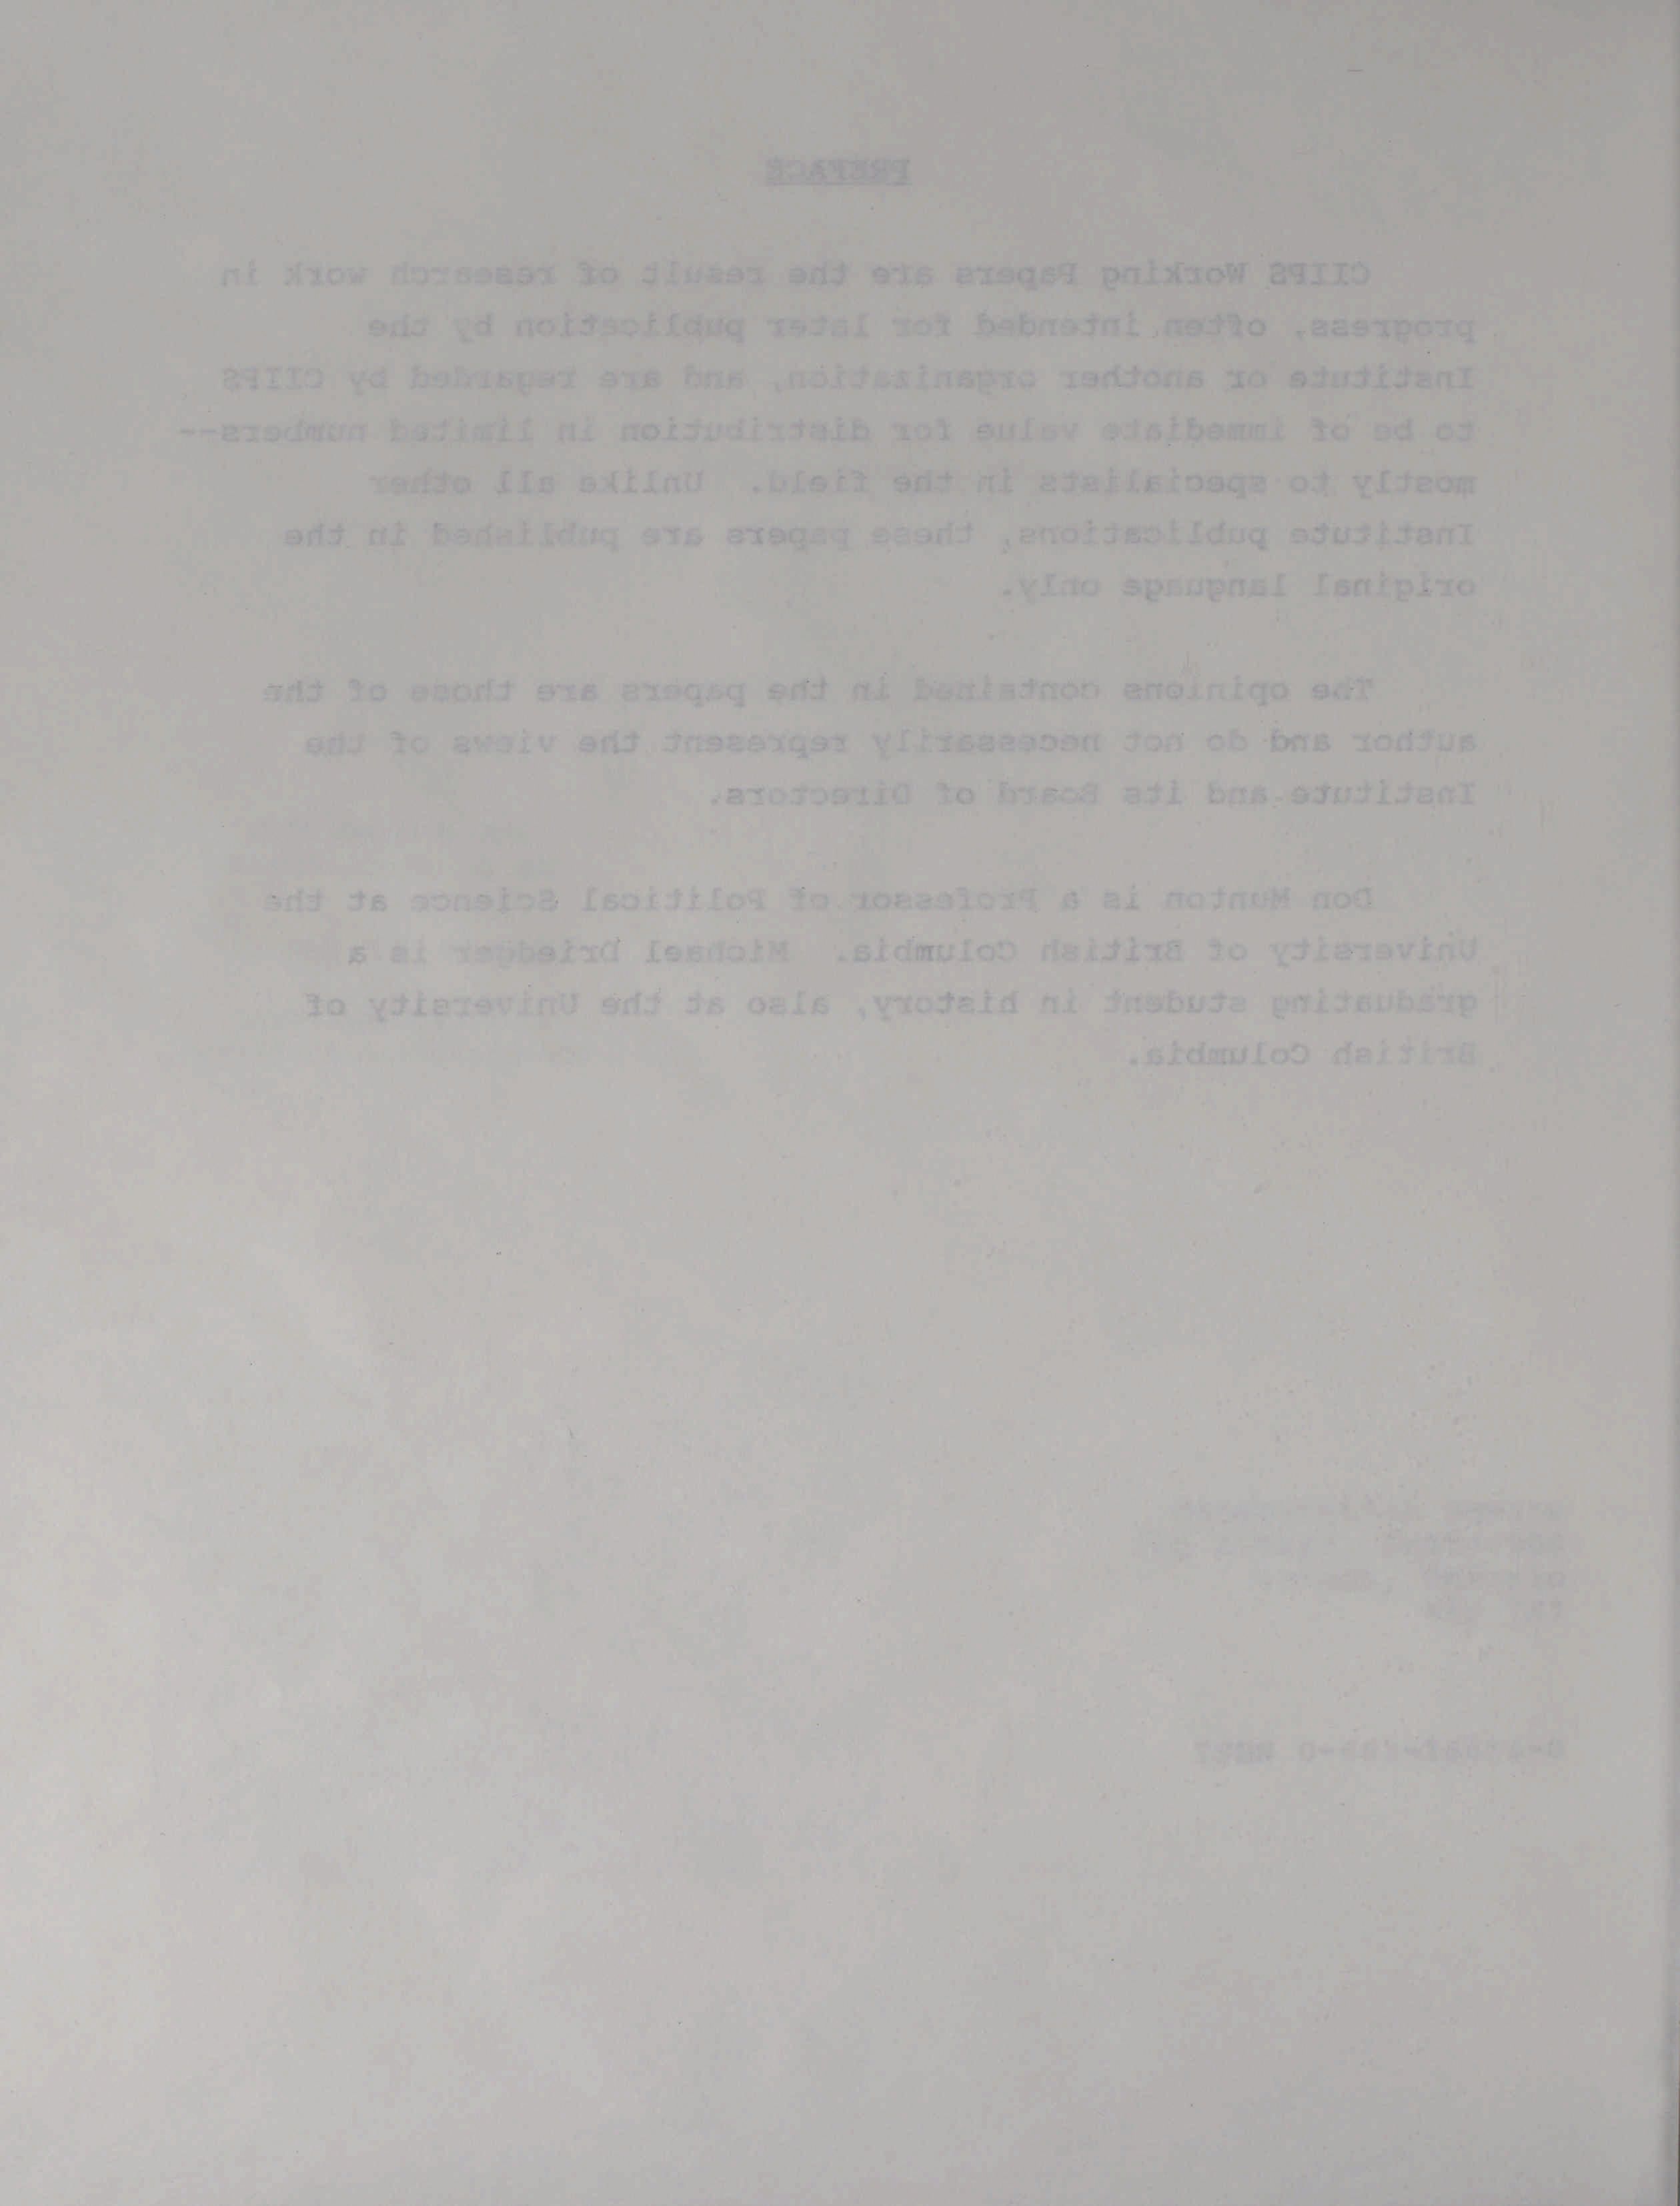 PREFACE
CIIPS Working Papers are the result of research work in
progress, often intended for later publication by the
Institute or another organization, and are regarded by CIIPS
to be of immediate value for distribution in limited numbers--
mostly to specialists in the field. Unlike all other
Institute publications, these papers are published in the
original language only.
The opinions contained in the papers are those of the
author and do not necessarily represent the views of the
Institute and its Board of Directors.
Don Munton is a Professor of Political Science at the
University of British Columbia. Michael Driedger is a
graduating student in history, also at the University of
British Columbia.